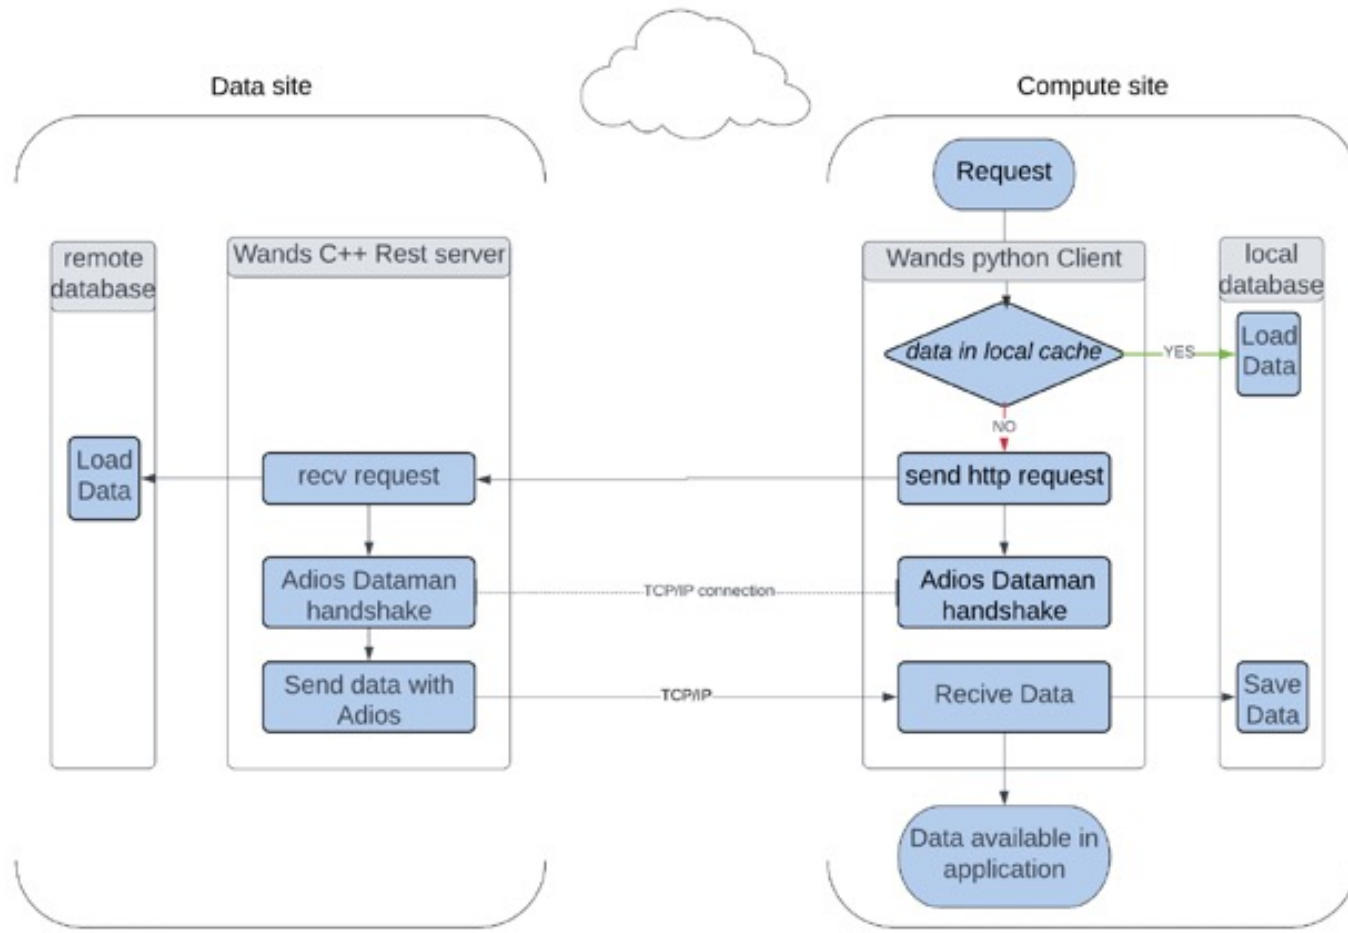 Data site
Compute site
Request
remote
database
Wands C++ Rest server
Wands python Client
local
database
data in local cache
YES
Load
Data
NO
Load
Data
recv request
send http request
Adios Dataman
handshake
TCP/IP connection
Adios Dataman
handshake
Send data with
Adios
TCP/IP
Recive Data
Save
Data
Data available in
application